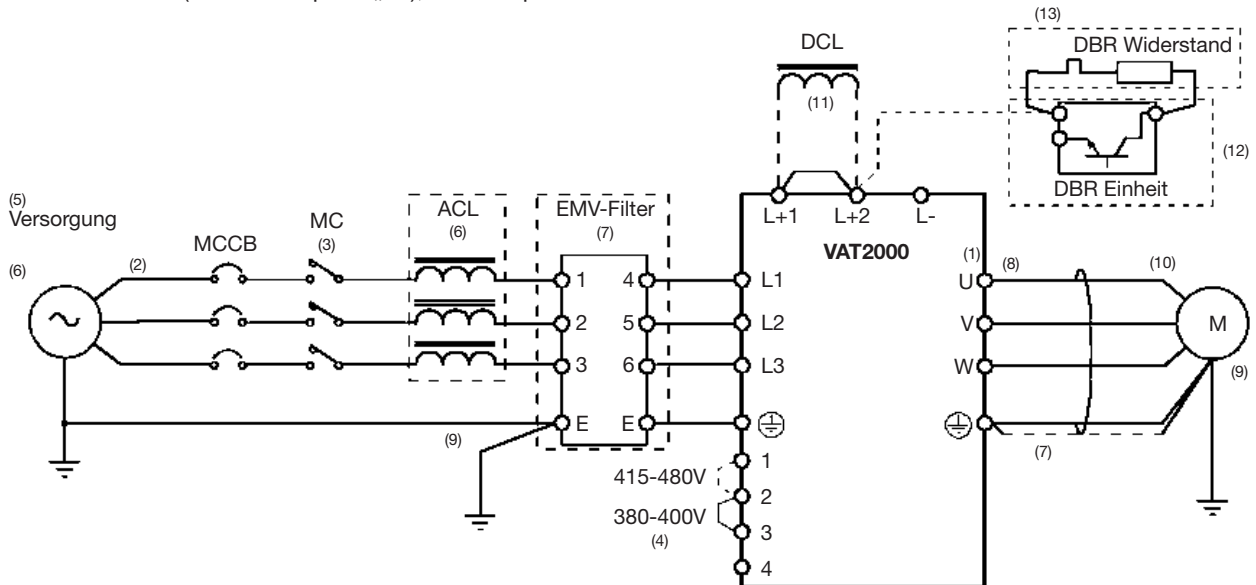 (13)
DCL
DBR Widerstand
(11)
(12)
DBR Einheit
(5)
Versorgung
ACL
EMV-Filter
L+1 L+2 L-
MC
(6)
(7)
VAT2000
MCCB
(3)
(6)
(2)
(1)
(8)
(10)
1 4 L1 U
2 5 L2 V
M
3 6 L3 W
(9)
E E
(9)
(7)
1
415-480V
2
380-400V
3
(4)
4